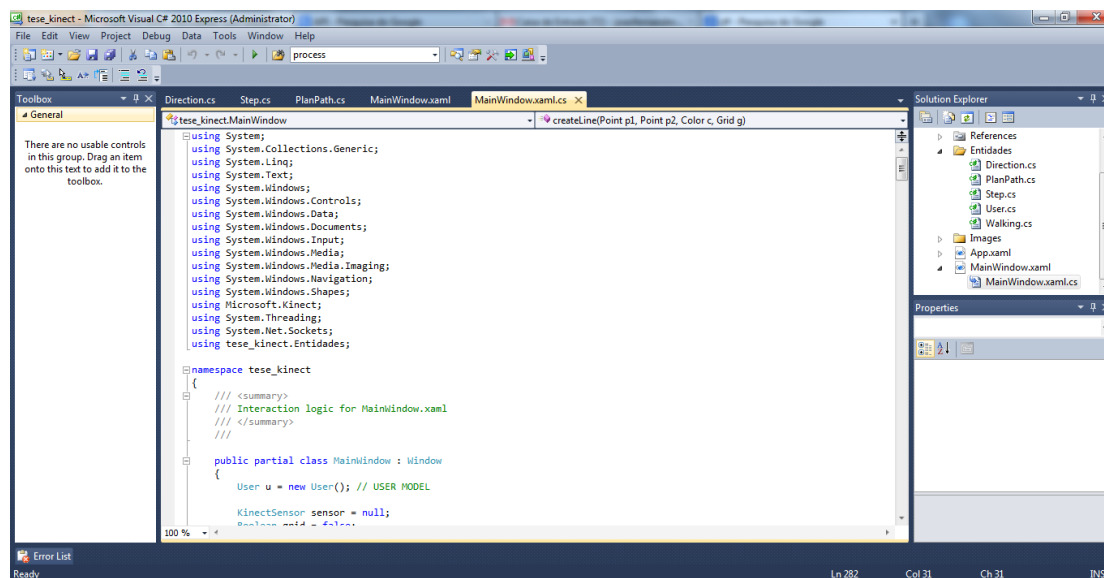 tese_kinect - Microsoft Visual C# 2010 Express (Administrator)
File Edit View Project Debug Data Tools Window Help
process
Toolbox
General
There are no usable controls
in this group. Drag an item
onto this text to add it to the
toolbox.
Direction.cs Step.cs PlanPath.cs MainWindow.xaml MainWindow.xaml.cs
tese_kinect.MainWindow createLine(Point p1, Point p2, Color c, Grid g)
using System;
using System.Collections.Generic;
using System.Linq;
using System.Text;
using System.Windows;
using System.Windows.Controls;
using System.Windows.Data;
using System.Windows.Documents;
using System.Windows.Input;
using System.Windows.Media;
using System.Windows.Media.Imaging;
using System.Windows.Navigation;
using System.Windows.Shapes;
using Microsoft.Kinect;
using System.Threading;
using System.Net.Sockets;
using tese_kinect.Entidades;
namespace tese_kinect
{
/// <summary>
/// Interaction logic for MainWindow.xaml
/// </summary>
///
public partial class MainWindow : Window
{
User u = new User(); // USER MODEL
KinectSensor sensor = null;
Boolean grid = false;
100 %
Solution Explorer
References
Entidades
Direction.cs
PlanPath.cs
Step.cs
User.cs
Walking.cs
Images
App.xaml
MainWindow.xaml
MainWindow.xaml.cs
Properties
Error List
Ready Ln 282 Col 31 Ch 31 INS